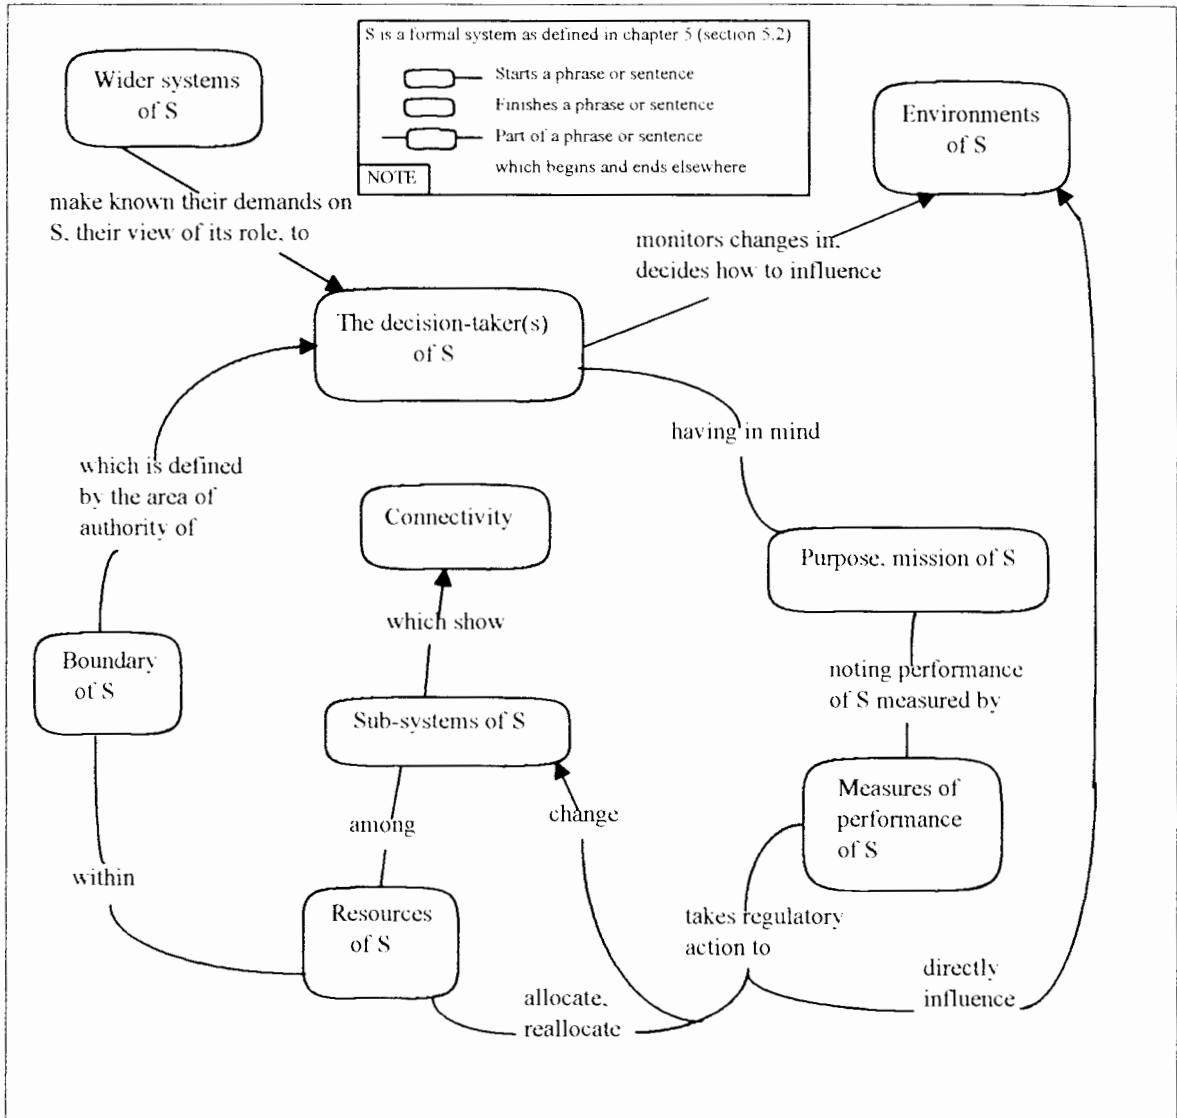 S is a formal system as defined in chapter 5 (section 5.2)
Starts a phrase or sentence
Finishes a phrase or sentence
Part of a phrase or sentence
which begins and ends elsewhere
NOTE
Wider systems
of S
Environments
of S
make known their demands on
S, their view of its role, to
monitors changes in,
decides how to influence
The decision-taker(s)
of S
having in mind
which is defined
by the area of
authority of
Connectivity
Purpose, mission of S
which show
Boundary
of S
noting performance
of S measured by
Sub-systems of S
Measures of
performance
of S
among
change
within
Resources
of S
takes regulatory
action to
directly
influence
allocate,
reallocate